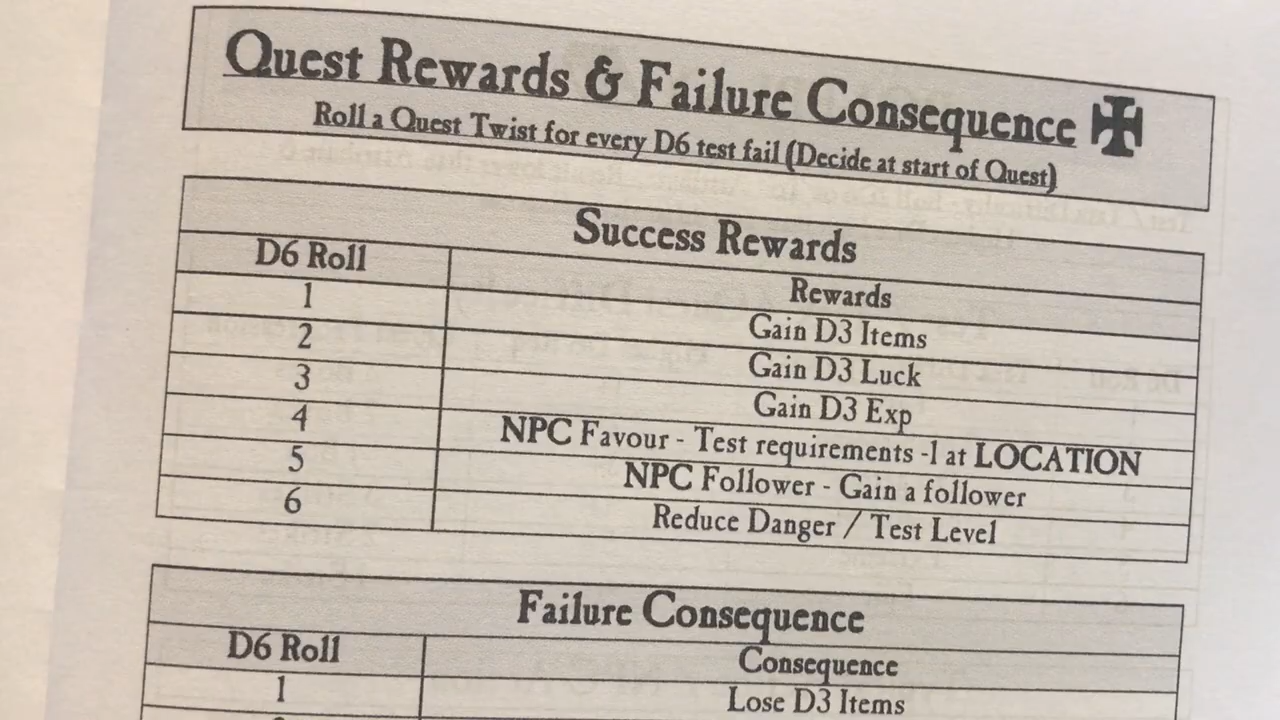 Quest Rewards & Failure Consequence
Roll a Quest Twist for every D6 test fail (Decide at start of Quest)
Success Rewards
D6 Roll Rewards
1 Gain D3 Items
2 Gain D3 Luck
3 Gain D3 Exp
4 NPC Favour - Test requirements -1 at LOCATION
5 NPC Follower - Gain a follower
6 Reduce Danger / Test Level
Failure Consequence
D6 Roll Consequence
1 Lose D3 Items